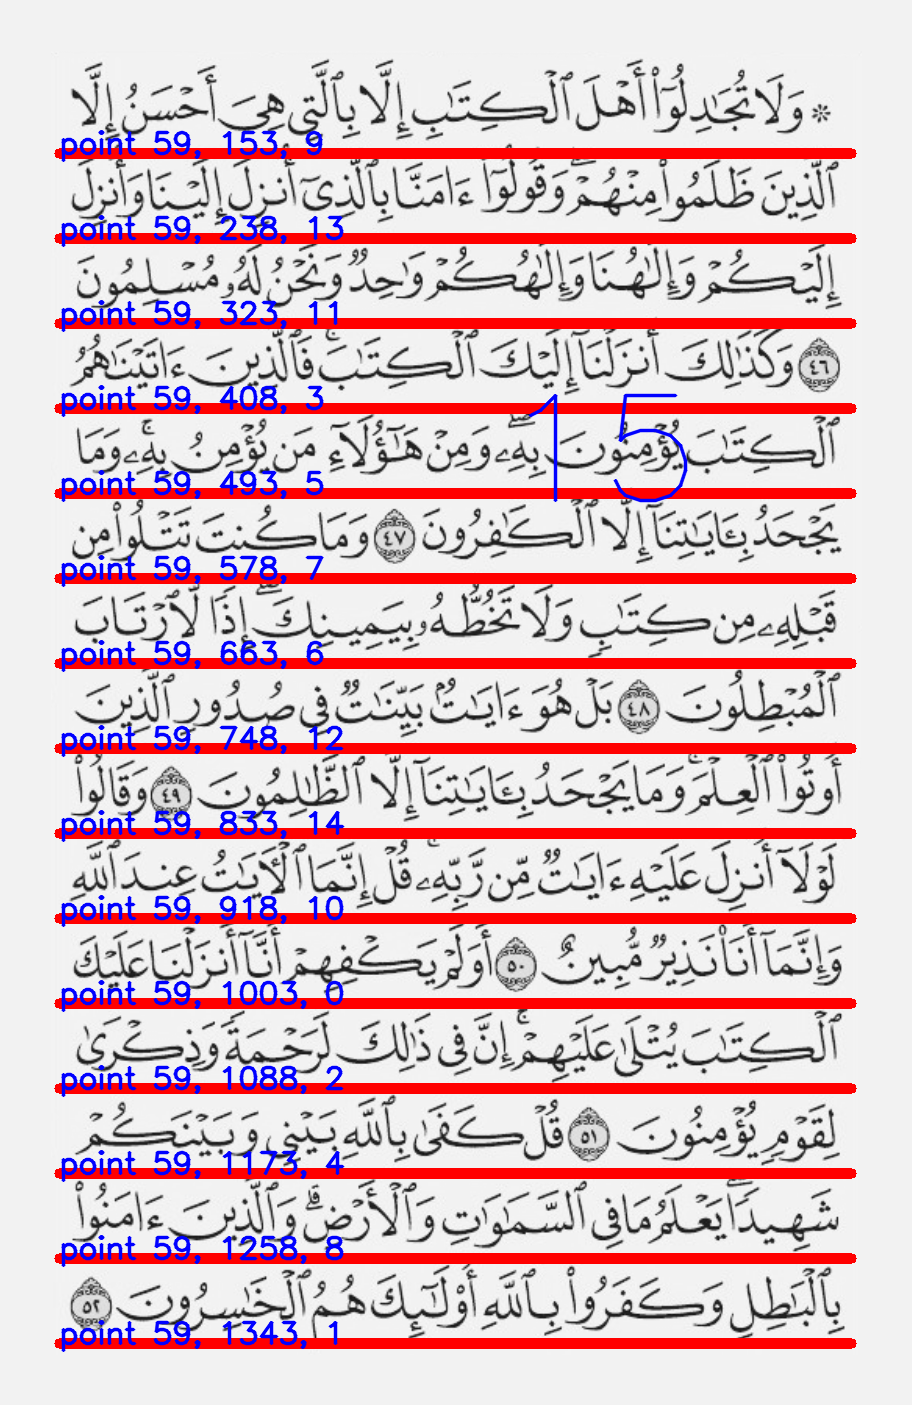 * وَلَا تُجَٰدِلُوٓا۟ أَهْلَ ٱلْكِتَٰبِ إِلَّا بِٱلَّتِى هِىَ أَحْسَنُ إِلَّا
point 59, 153, 9
ٱلَّذِينَ ظَلَمُوا۟ مِنْهُمْ ۖ وَقُولُوٓا۟ ءَامَنَّا بِٱلَّذِىٓ أُنزِلَ إِلَيْنَا وَأُنزِلَ
point 59, 238, 13
إِلَيْكُمْ وَإِلَٰهُنَا وَإِلَٰهُكُمْ وَٰحِدٌ وَنَحْنُ لَهُۥ مُسْلِمُونَ
point 59, 323, 11
٤٦ وَكَذَٰلِكَ أَنزَلْنَآ إِلَيْكَ ٱلْكِتَٰبَ ۚ فَٱلَّذِينَ ءَاتَيْنَٰهُمُ
point 59, 408, 3
15
ٱلْكِتَٰبَ يُؤْمِنُونَ بِهِۦ ۖ وَمِنْ هَٰٓؤُلَآءِ مَن يُؤْمِنُ بِهِۦ ۚ وَمَا
point 59, 493, 5
يَجْحَدُ بِـَٔايَٰتِنَآ إِلَّا ٱلْكَٰفِرُونَ ٤٧ وَمَا كُنتَ تَتْلُوا۟ مِن
point 59, 578, 7
قَبْلِهِۦ مِن كِتَٰبٍ وَلَا تَخُطُّهُۥ بِيَمِينِكَ ۖ إِذًا لَّٱرْتَابَ
point 59, 663, 6
ٱلْمُبْطِلُونَ ٤٨ بَلْ هُوَ ءَايَٰتٌۢ بَيِّنَٰتٌ فِى صُدُورِ ٱلَّذِينَ
point 59, 748, 12
أُوتُوا۟ ٱلْعِلْمَ ۚ وَمَا يَجْحَدُ بِـَٔايَٰتِنَآ إِلَّا ٱلظَّٰلِمُونَ ٤٩ وَقَالُوا۟
point 59, 833, 14
لَوْلَآ أُنزِلَ عَلَيْهِ ءَايَٰتٌ مِّن رَّبِّهِۦ ۚ قُلْ إِنَّمَا ٱلْـَٔايَٰتُ عِندَ ٱللَّهِ
point 59, 918, 10
وَإِنَّمَآ أَنَا۠ نَذِيرٌ مُّبِينٌ ٥٠ أَوَلَمْ يَكْفِهِمْ أَنَّآ أَنزَلْنَا عَلَيْكَ
point 59, 1003, 0
ٱلْكِتَٰبَ يُتْلَىٰ عَلَيْهِمْ ۚ إِنَّ فِى ذَٰلِكَ لَرَحْمَةً وَذِكْرَىٰ
point 59, 1088, 2
لِقَوْمٍ يُؤْمِنُونَ ٥١ قُلْ كَفَىٰ بِٱللَّهِ بَيْنِى وَبَيْنَكُمْ
point 59, 1173, 4
شَهِيدًا ۖ يَعْلَمُ مَا فِى ٱلسَّمَٰوَٰتِ وَٱلْأَرْضِ ۗ وَٱلَّذِينَ ءَامَنُوا۟
point 59, 1258, 8
بِٱلْبَٰطِلِ وَكَفَرُوا۟ بِٱللَّهِ أُو۟لَٰٓئِكَ هُمُ ٱلْخَٰسِرُونَ ٥٢
point 59, 1343, 1